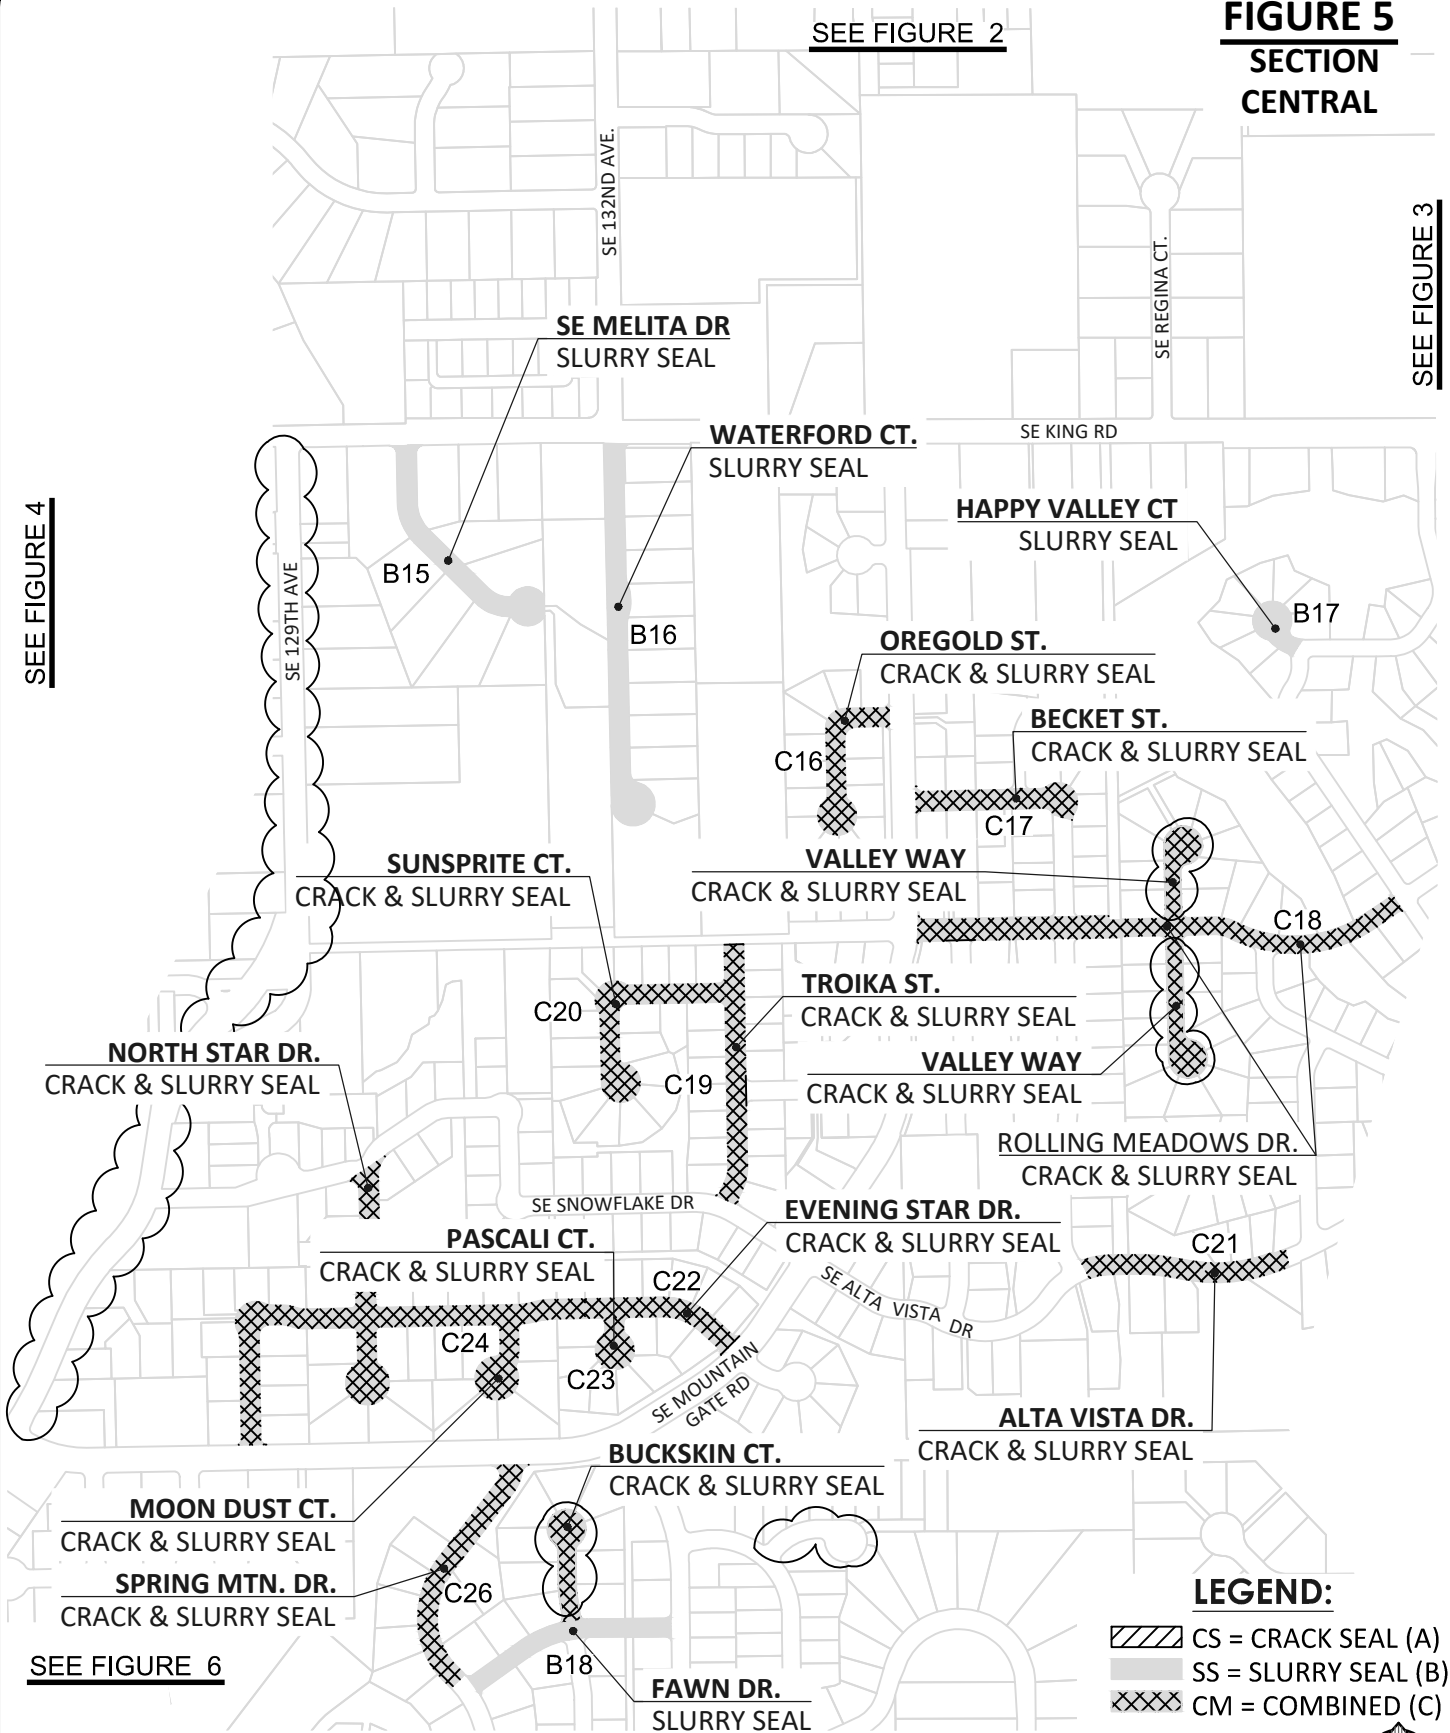 FIGURE 5
SECTION
CENTRAL
SEE FIGURE 2
SE 132ND AVE.
SE REGINA CT.
SEE FIGURE 3
SE MELITA DR
SLURRY SEAL
WATERFORD CT.
SLURRY SEAL
SE KING RD
SEE FIGURE 4
SE 129TH AVE
HAPPY VALLEY CT
SLURRY SEAL
B15
B16
B17
OREGOLD ST.
CRACK & SLURRY SEAL
C16
BECKET ST.
CRACK & SLURRY SEAL
C17
SUNSPRITE CT.
CRACK & SLURRY SEAL
VALLEY WAY
CRACK & SLURRY SEAL
C18
C20
TROIKA ST.
CRACK & SLURRY SEAL
NORTH STAR DR.
CRACK & SLURRY SEAL
C19
VALLEY WAY
CRACK & SLURRY SEAL
ROLLING MEADOWS DR.
CRACK & SLURRY SEAL
SE SNOWFLAKE DR
EVENING STAR DR.
CRACK & SLURRY SEAL
PASCALI CT.
CRACK & SLURRY SEAL
C22
C21
SE ALTA VISTA DR
C24
C23
SE MOUNTAIN
GATE RD
ALTA VISTA DR.
CRACK & SLURRY SEAL
BUCKSKIN CT.
CRACK & SLURRY SEAL
MOON DUST CT.
CRACK & SLURRY SEAL
SPRING MTN. DR.
CRACK & SLURRY SEAL
C26
SEE FIGURE 6
B18
FAWN DR.
SLURRY SEAL
LEGEND:
CS = CRACK SEAL (A)
SS = SLURRY SEAL (B)
CM = COMBINED (C)